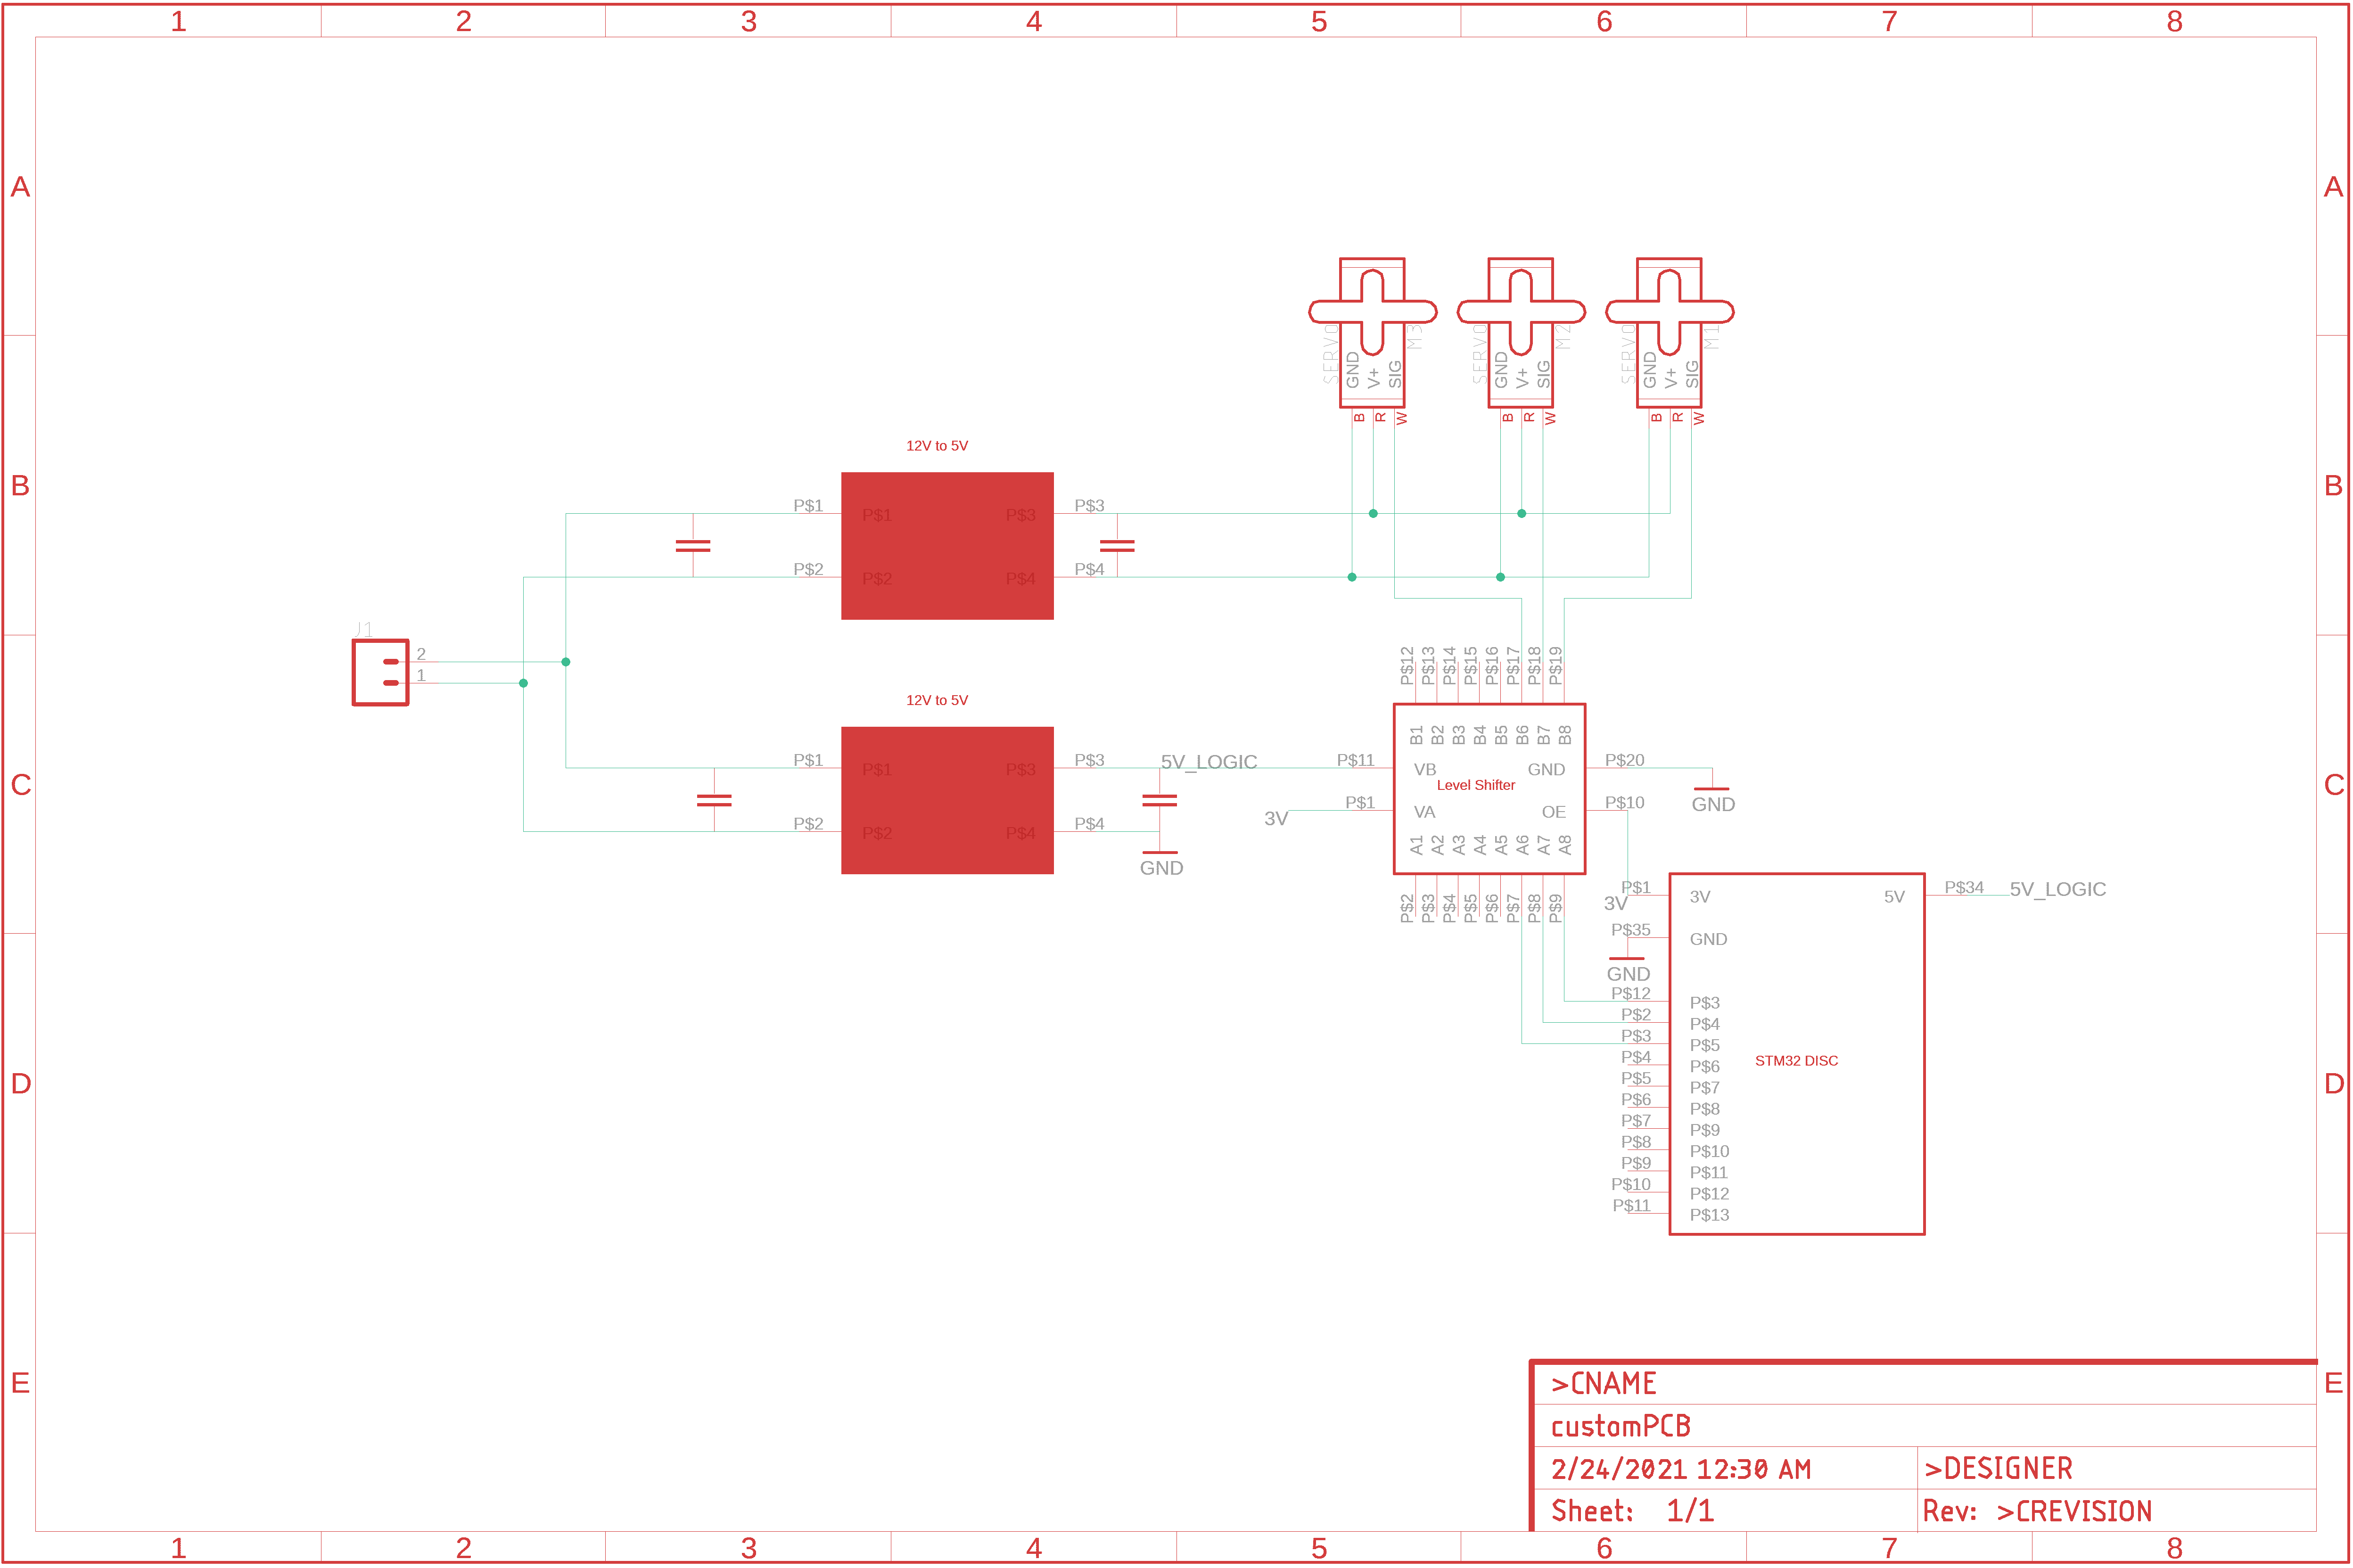 1 2 3 4 5 6 7 8
A A
SERVO GND V+ SIG M3 SERVO GND V+ SIG M2 SERVO GND V+ SIG M1
B R W B R W B R W
12V to 5V
B B
P$1 P$1 P$3 P$3
P$2 P$2 P$4 P$4
J1
2
1
P$12 P$13 P$14 P$15 P$16 P$17 P$18 P$19
12V to 5V
B1 B2 B3 B4 B5 B6 B7 B8
P$1 P$1 P$3 P$3 5V_LOGIC P$11 VB GND P$20
C Level Shifter C
3V P$1 VA OE P$10 GND
P$2 P$2 P$4 P$4
A1 A2 A3 A4 A5 A6 A7 A8
GND
P$2 P$3 P$4 P$5 P$6 P$7 P$8 P$9
3V P$1 3V 5V P$34 5V_LOGIC
P$35 GND
GND
P$12 P$3
P$2 P$4
P$3 P$5
STM32 DISC
P$4 P$6
D D
P$5 P$7
P$6 P$8
P$7 P$9
P$8 P$10
P$9 P$11
P$10 P$12
P$11 P$13
E E
>CNAME
customPCB
2/24/2021 12:30 AM >DESIGNER
Sheet: 1/1 Rev: >CREVISION
1 2 3 4 5 6 7 8